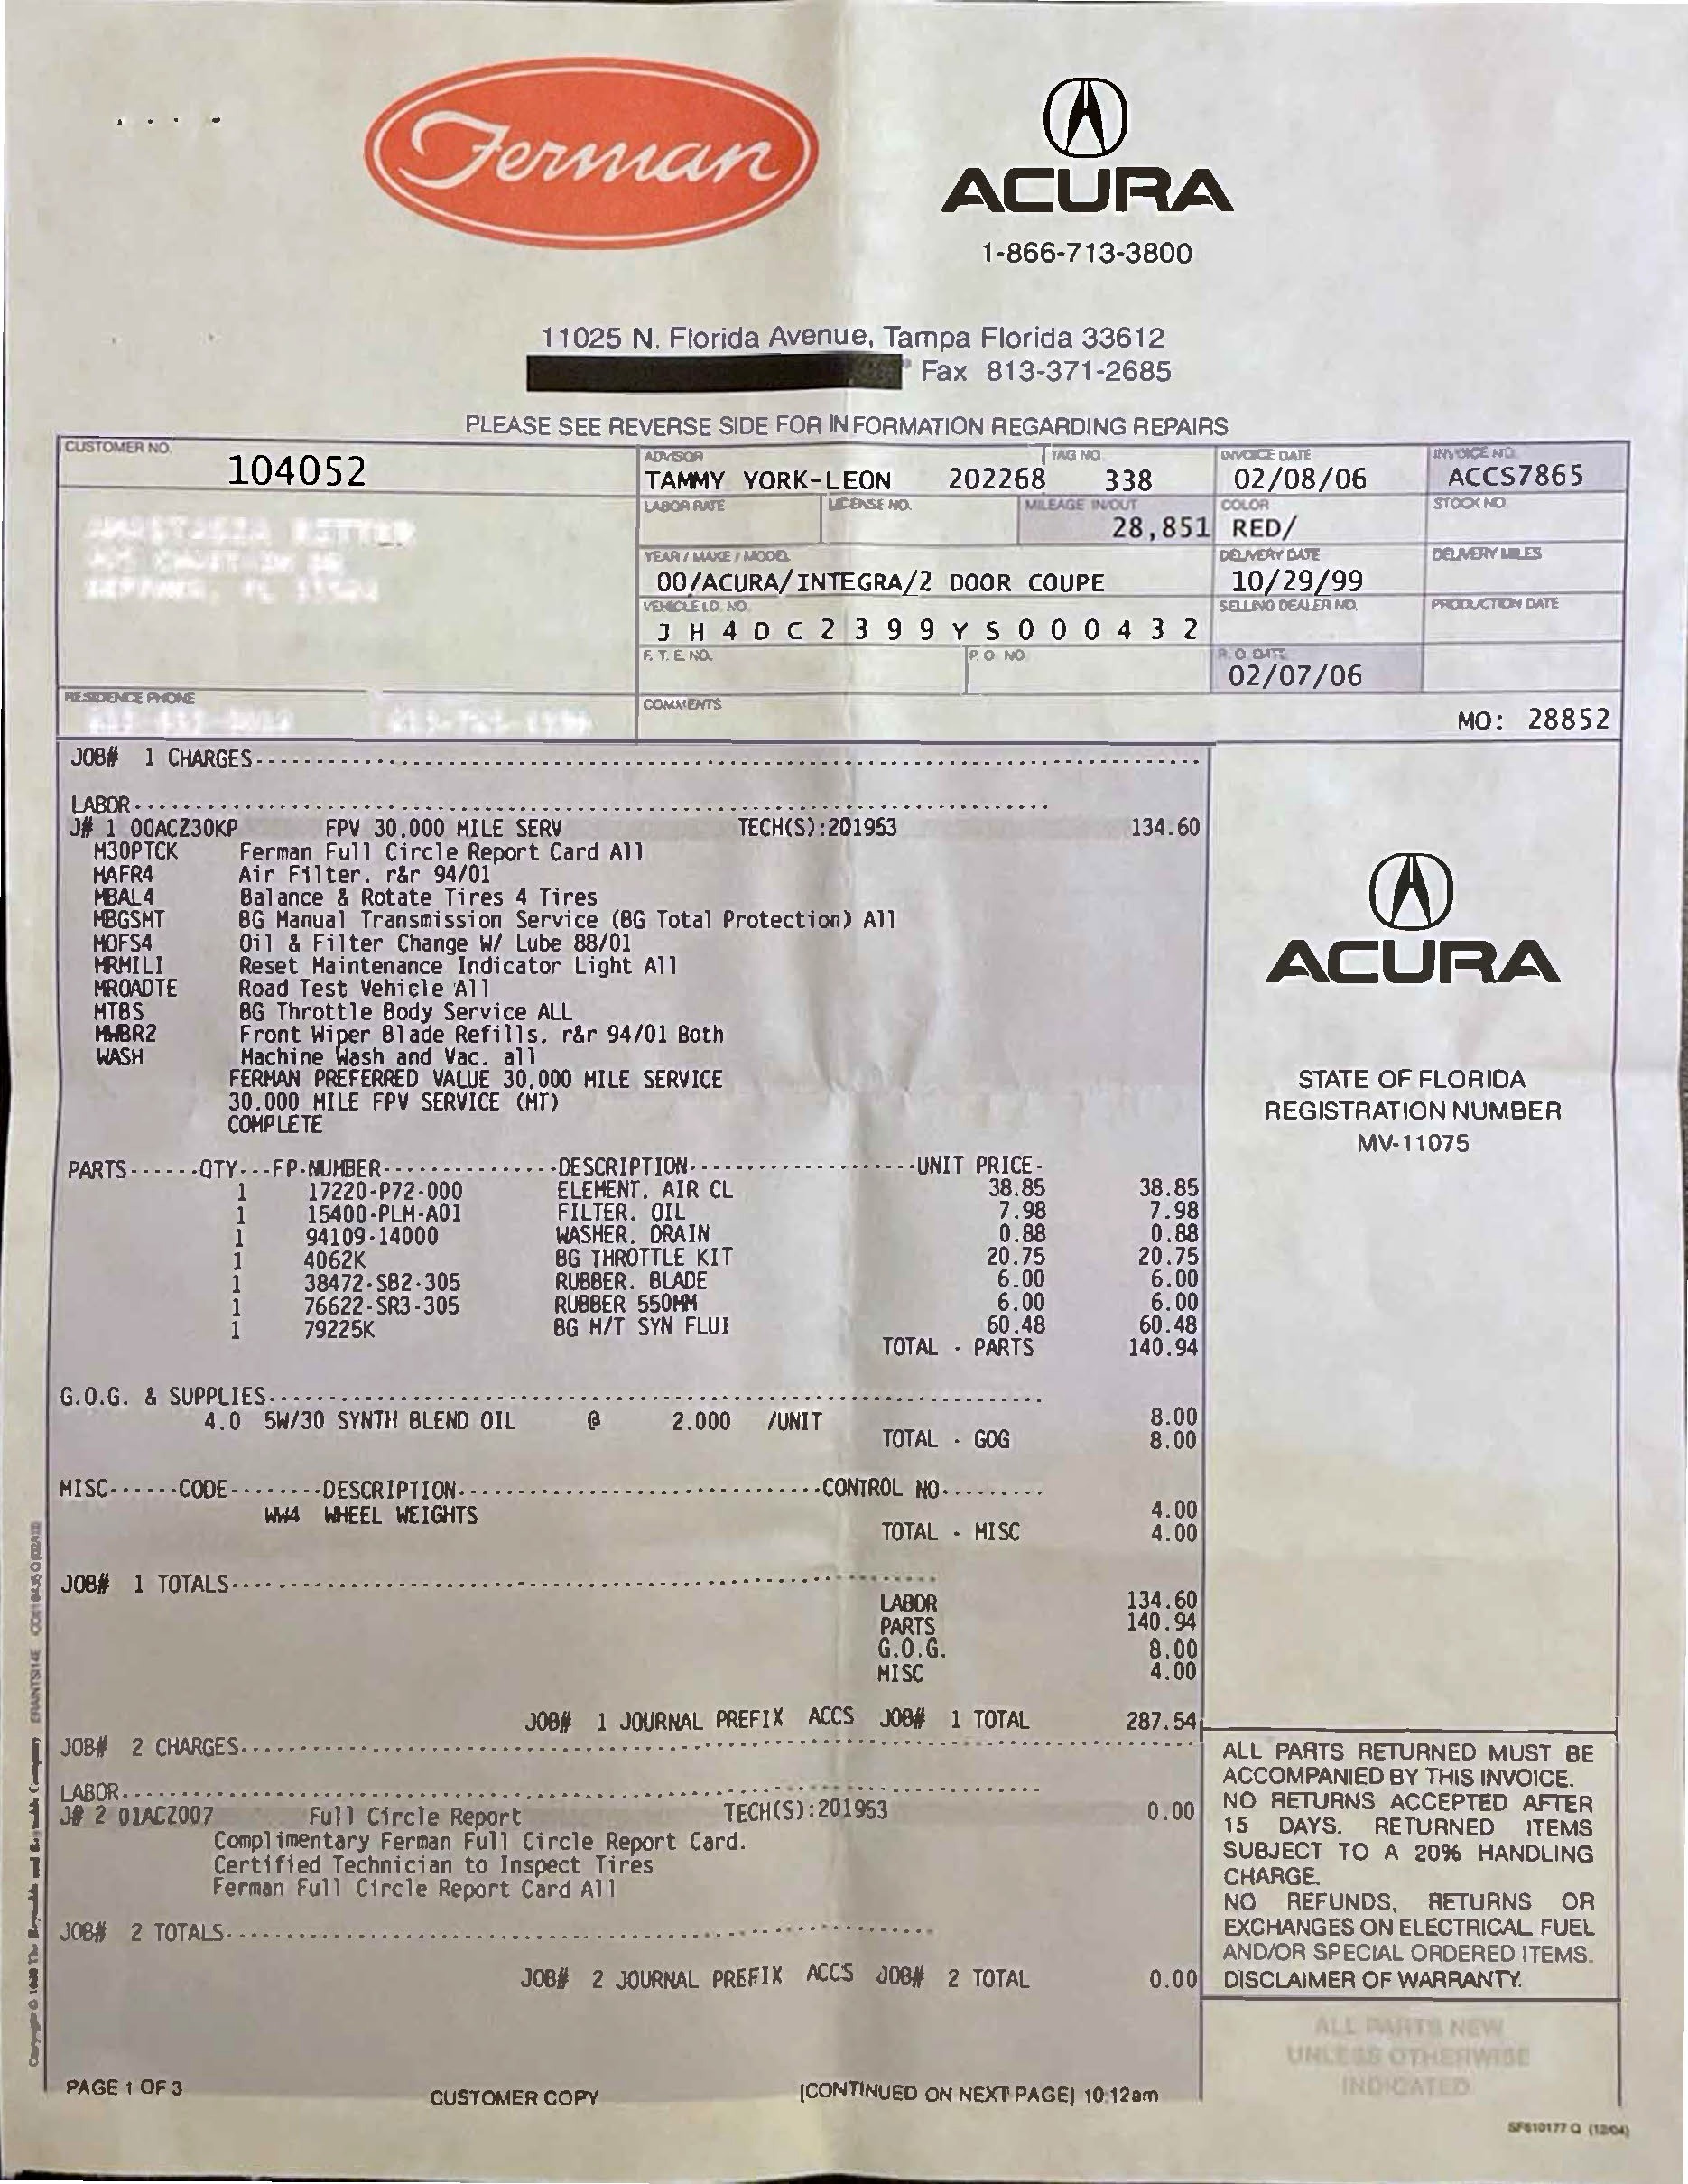 Ferman
ACURA
1-866-713-3800
11025 N. Florida Avenue, Tampa Florida 33612
Fax 813-371-2685
PLEASE SEE REVERSE SIDE FOR INFORMATION REGARDING REPAIRS
CUSTOMER NO. 104052
ADVISOR TAMMY YORK-LEON 202268
TAG NO. 338
INVOICE DATE 02/08/06
INVOICE NO. ACCS7865
LABOR RATE
LICENSE NO.
MILEAGE IN/OUT 28,851
COLOR RED/
STOCK NO.
YEAR / MAKE / MODEL 00/ACURA/INTEGRA/2 DOOR COUPE
DELIVERY DATE 10/29/99
DELIVERY MILES
VEHICLE I.D. NO. J H 4 D C 2 3 9 9 Y S 0 0 0 4 3 2
SELLING DEALER NO.
PRODUCTION DATE
F. T. E. NO.
P. O. NO.
R. O. DATE 02/07/06
RESIDENCE PHONE
COMMENTS
MO: 28852
JOB# 1 CHARGES
LABOR
J# 1 00ACZ30KP FPV 30,000 MILE SERV TECH(S):201953 134.60
M30PTCK Ferman Full Circle Report Card All
MAFR4 Air Filter. r&r 94/01
MBAL4 Balance & Rotate Tires 4 Tires
MBGSMT BG Manual Transmission Service (BG Total Protection) All
MOFS4 Oil & Filter Change W/ Lube 88/01
MRMILI Reset Maintenance Indicator Light All
MROADTE Road Test Vehicle All
MTBS BG Throttle Body Service ALL
MWBR2 Front Wiper Blade Refills. r&r 94/01 Both
WASH Machine Wash and Vac. all
FERMAN PREFERRED VALUE 30,000 MILE SERVICE
30,000 MILE FPV SERVICE (MT)
COMPLETE
PARTS------QTY---FP-NUMBER---------------DESCRIPTION--------------------UNIT PRICE-
1 17220-P72-000 ELEMENT. AIR CL 38.85 38.85
1 15400-PLM-A01 FILTER. OIL 7.98 7.98
1 94109-14000 WASHER. DRAIN 0.88 0.88
1 4062K BG THROTTLE KIT 20.75 20.75
1 38472-SB2-305 RUBBER. BLADE 6.00 6.00
1 76622-SR3-305 RUBBER 550MM 6.00 6.00
1 79225K BG M/T SYN FLUI 60.48 60.48
TOTAL - PARTS 140.94
G.O.G. & SUPPLIES
4.0 5W/30 SYNTH BLEND OIL @ 2.000 /UNIT 8.00
TOTAL - GOG 8.00
MISC------CODE--------DESCRIPTION------------------------------CONTROL NO---------
WW4 WHEEL WEIGHTS 4.00
TOTAL - MISC 4.00
JOB# 1 TOTALS
LABOR 134.60
PARTS 140.94
G.O.G. 8.00
MISC 4.00
JOB# 1 JOURNAL PREFIX ACCS JOB# 1 TOTAL 287.54
JOB# 2 CHARGES
LABOR
J# 2 01ACZ007 Full Circle Report TECH(S):201953 0.00
Complimentary Ferman Full Circle Report Card.
Certified Technician to Inspect Tires
Ferman Full Circle Report Card All
JOB# 2 TOTALS
JOB# 2 JOURNAL PREFIX ACCS JOB# 2 TOTAL 0.00
ACURA
STATE OF FLORIDA
REGISTRATION NUMBER
MV-11075
ALL PARTS RETURNED MUST BE
ACCOMPANIED BY THIS INVOICE.
NO RETURNS ACCEPTED AFTER
15 DAYS. RETURNED ITEMS
SUBJECT TO A 20% HANDLING
CHARGE.
NO REFUNDS, RETURNS OR
EXCHANGES ON ELECTRICAL FUEL
AND/OR SPECIAL ORDERED ITEMS.
DISCLAIMER OF WARRANTY.
ALL PARTS NEW
UNLESS OTHERWISE
INDICATED
PAGE 1 OF 3
CUSTOMER COPY
[CONTINUED ON NEXT PAGE] 10:12am
SF610177 Q (12/04)